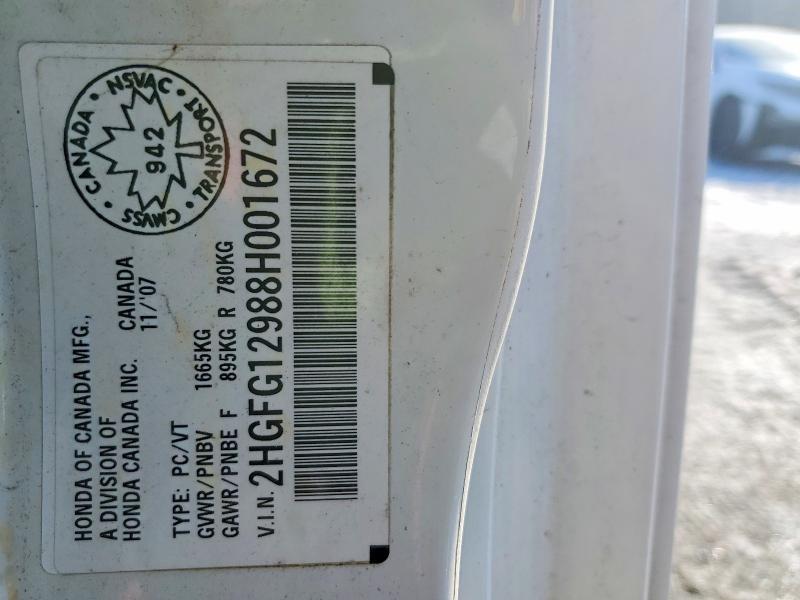 HONDA OF CANADA MFG.,
A DIVISION OF
HONDA CANADA INC. CANADA
11/'07
TYPE: PC/VT
GVWR/PNBV 1665KG
GAWR/PNBE F 895KG R 780KG
V.I.N. 2HGFG12988H001672
CANADA • NSVAC • TRANSPORT • CMVSS •
942